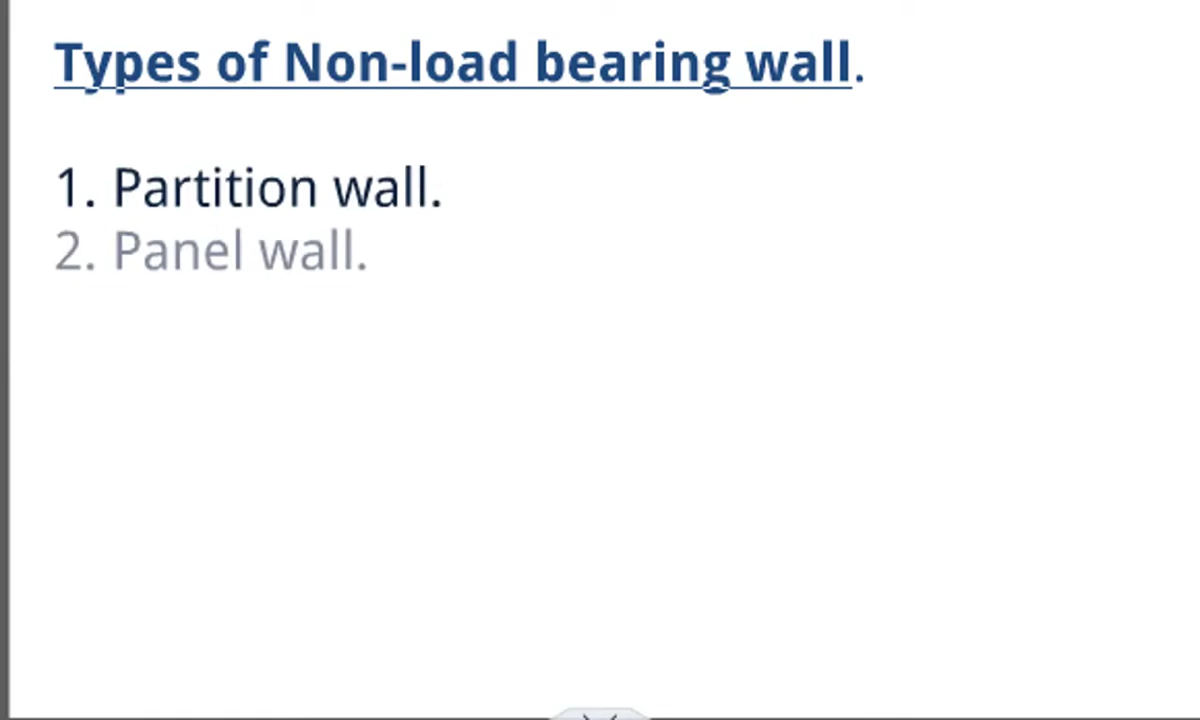 Types of Non-load bearing wall.
1. Partition wall.
2. Panel wall.